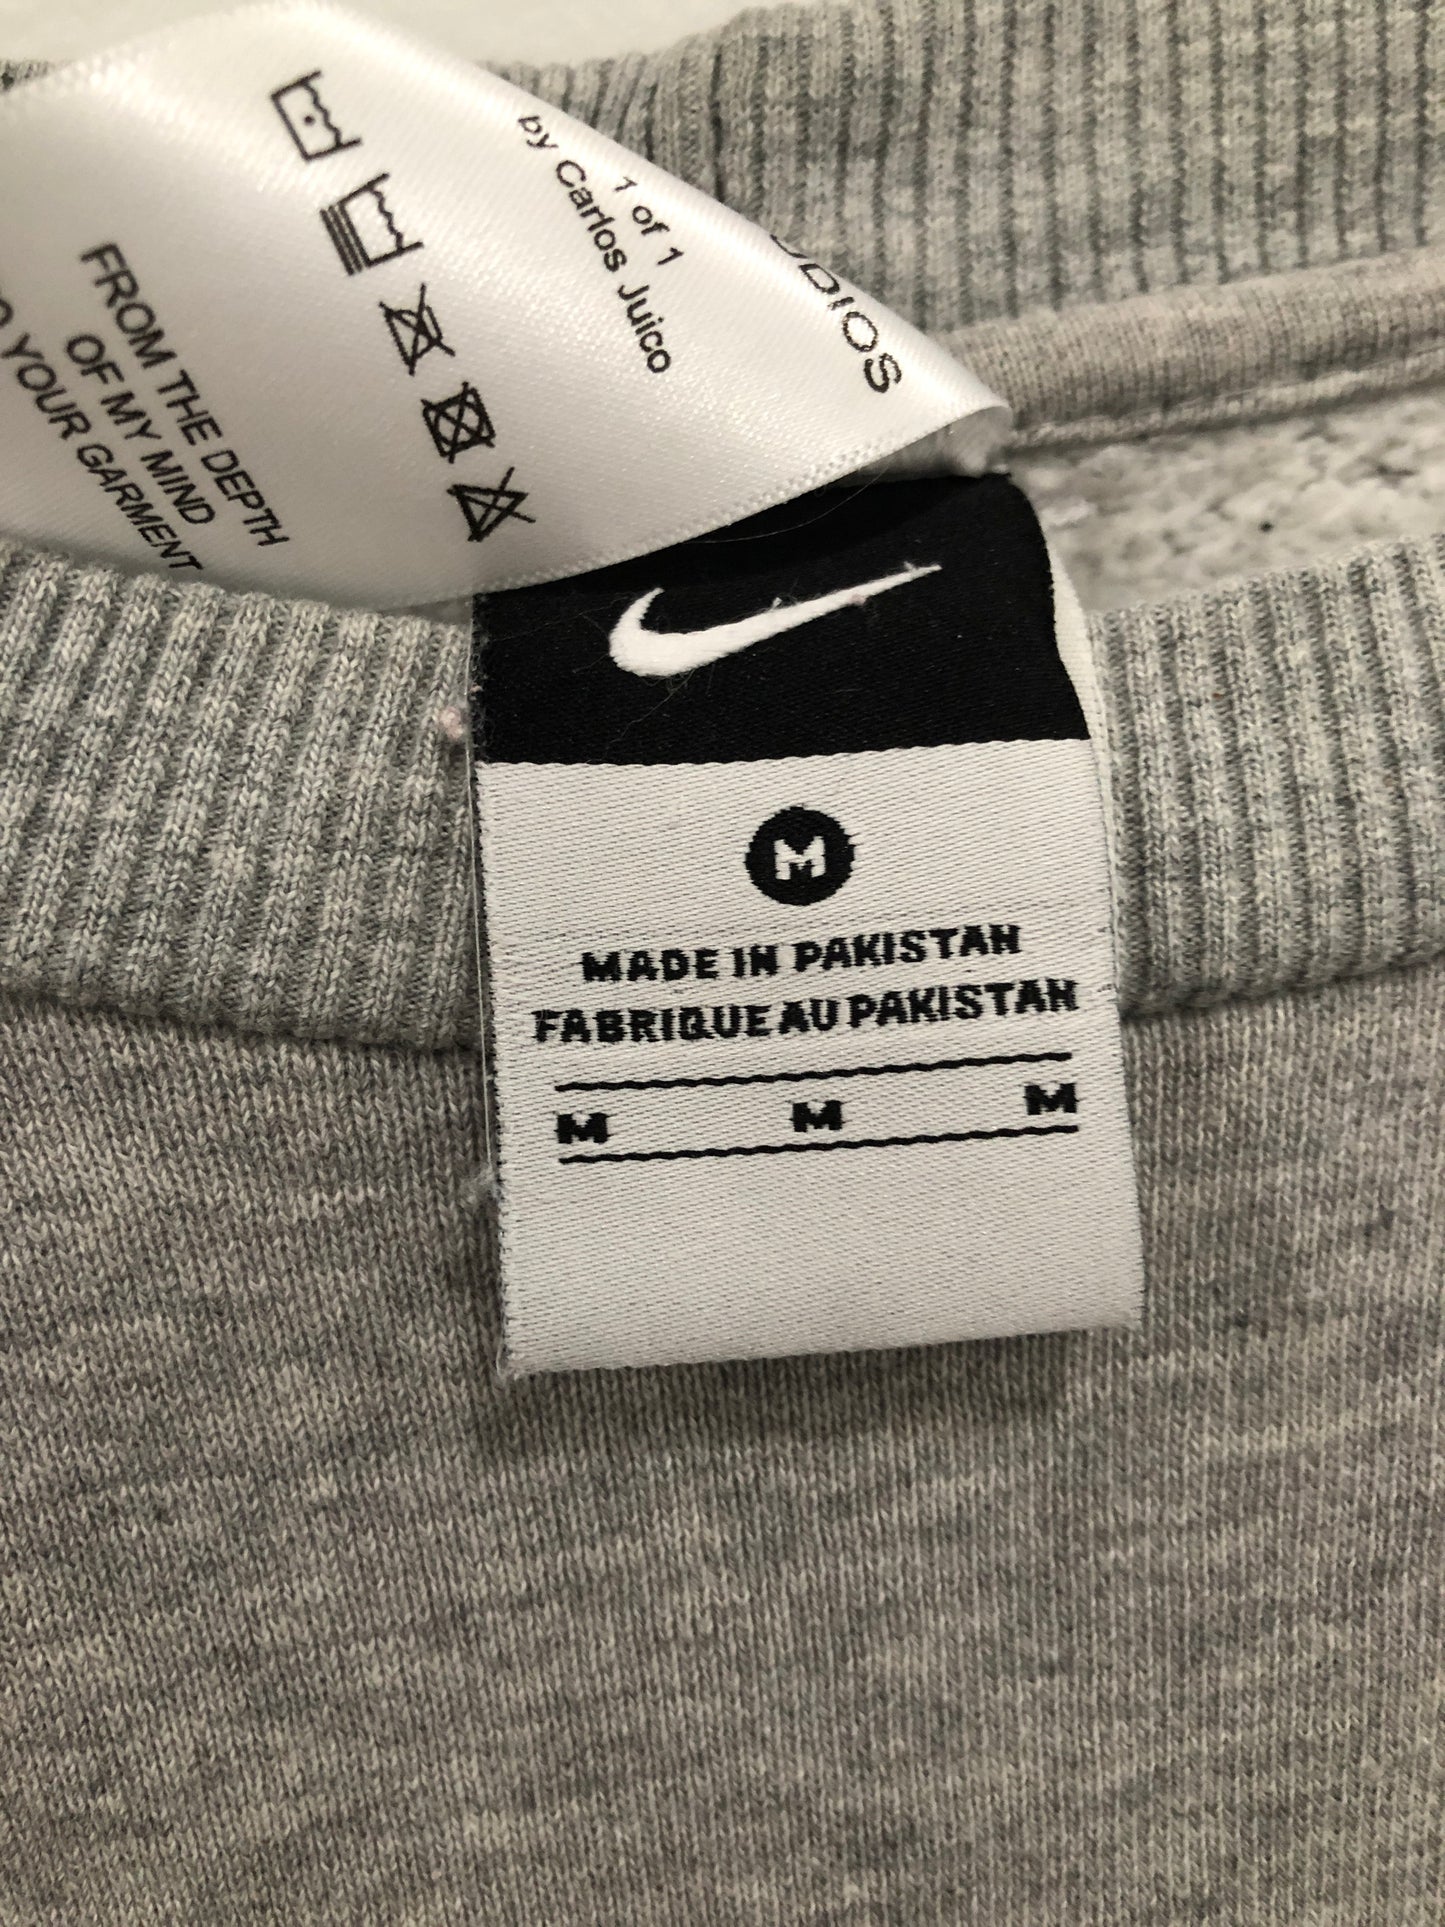 1 of 1
by Carlos Juico
FROM THE DEPTH
OF MY MIND
YOUR GARMENT
M
MADE IN PAKISTAN
FABRIQUE AU PAKISTAN
M M M